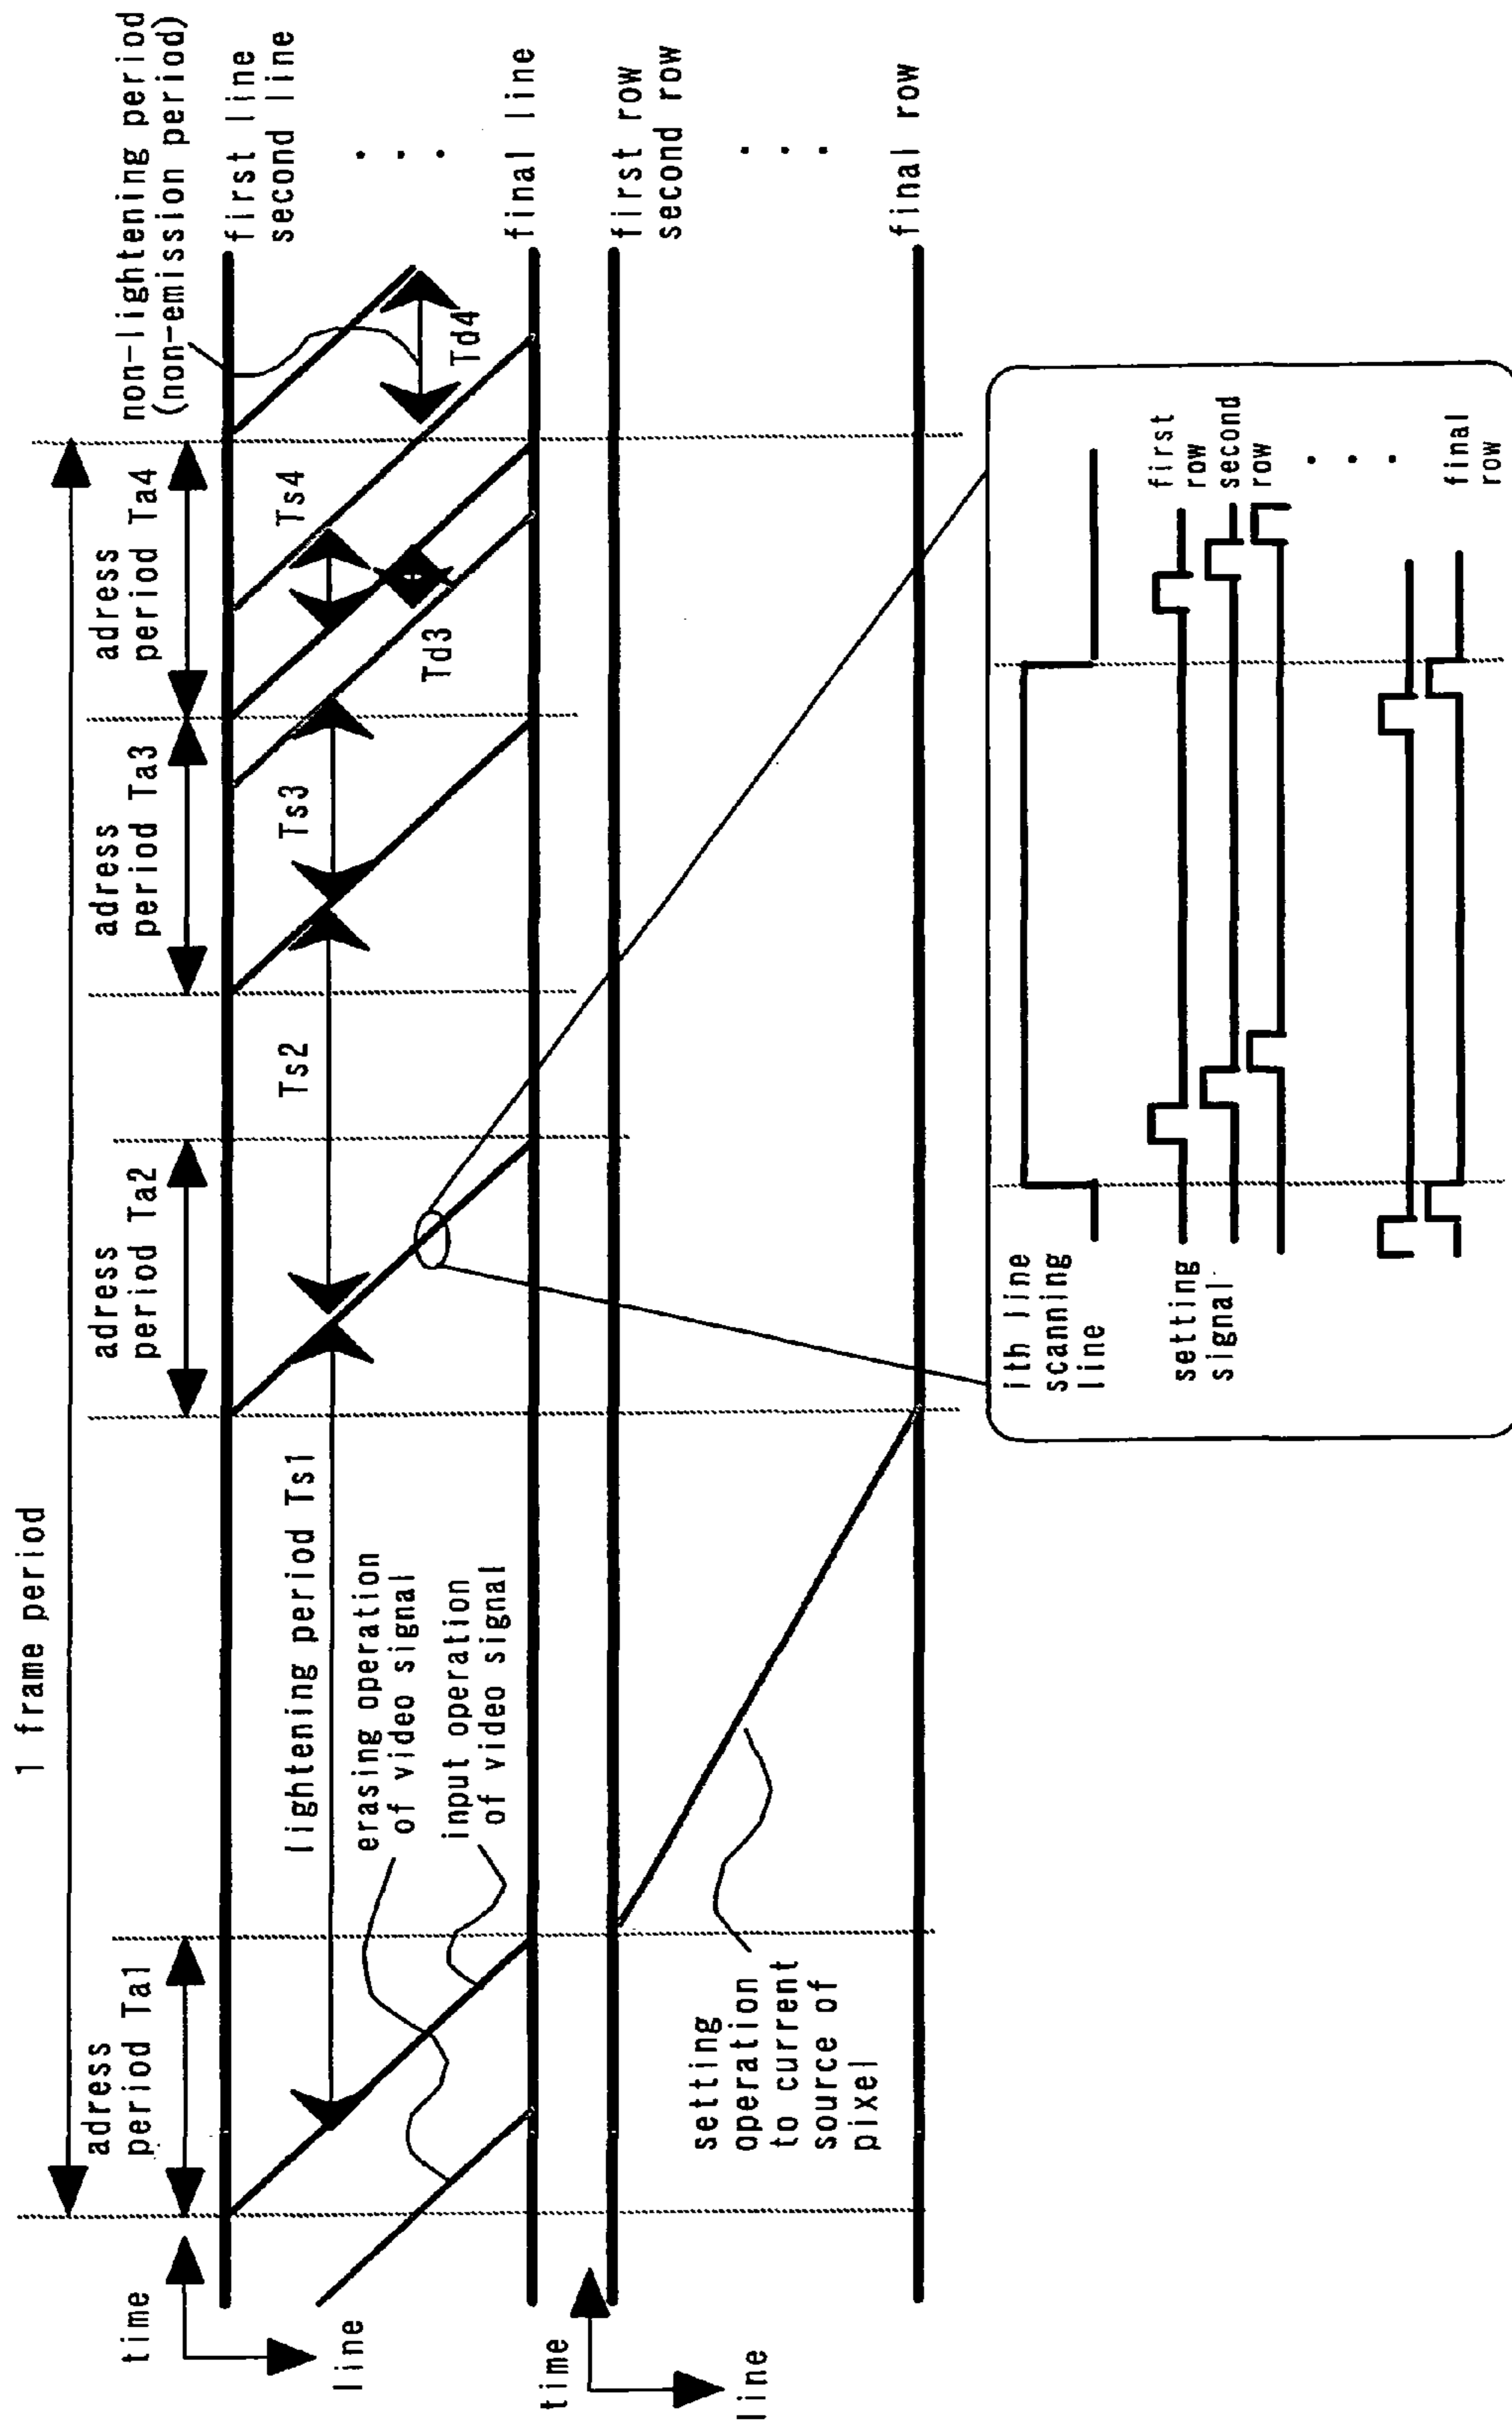 1 frame period
adress
period Ta1
adress
period Ta2
adress
period Ta3
adress
period Ta4
non-lightening period
(non-emission period)
time
line
lightening period Ts1
Ts2
Ts3
Ts4
Td3
Td4
erasing operation
of video signal
input operation
of video signal
first line
second line
final line
time
line
setting
operation
to current
source of
pixel
first row
second row
final row
ith line
scanning
line
setting
signal
first
row
second
row
final
row